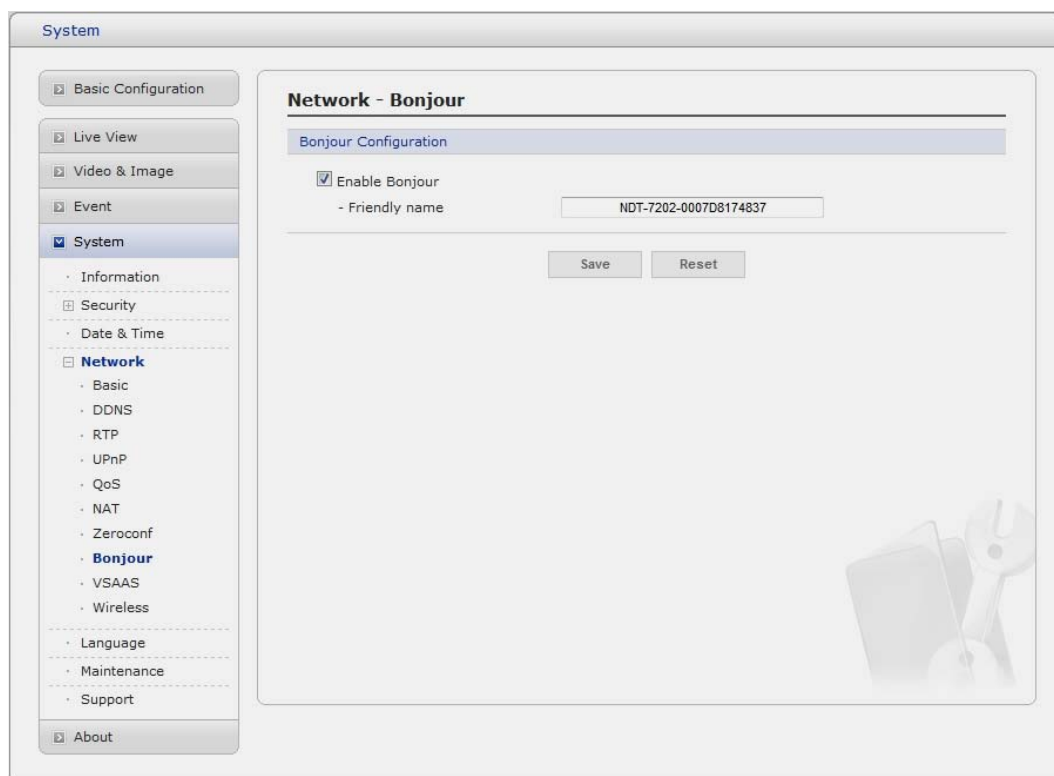 System
Basic Configuration
Live View
Video & Image
Event
System
Information
Security
Date & Time
Network
Basic
DDNS
RTP
UPnP
QoS
NAT
Zeroconf
Bonjour
VSAAS
Wireless
Language
Maintenance
Support
About
Network - Bonjour
Bonjour Configuration
Enable Bonjour
- Friendly name NDT-7202-0007D8174837
Save Reset